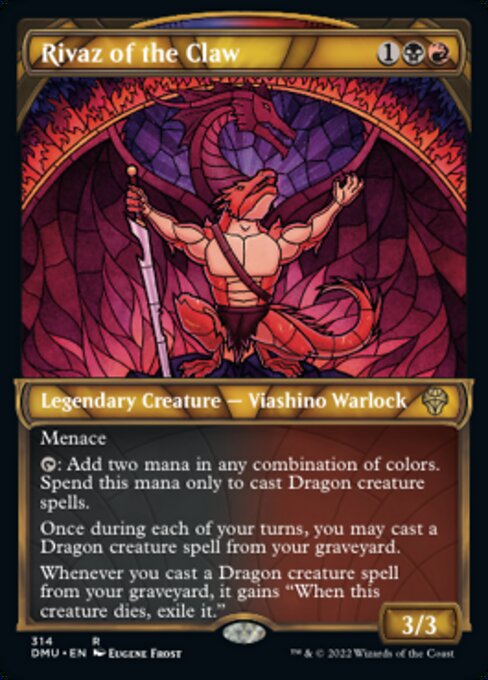 Rivaz of the Claw 1
Legendary Creature — Viashino Warlock
Menace
: Add two mana in any combination of colors.
Spend this mana only to cast Dragon creature
spells.
Once during each of your turns, you may cast a
Dragon creature spell from your graveyard.
Whenever you cast a Dragon creature spell
from your graveyard, it gains “When this
creature dies, exile it.”
3/3
314 R
DMU • EN Eugene Frost ™ & © 2022 Wizards of the Coast